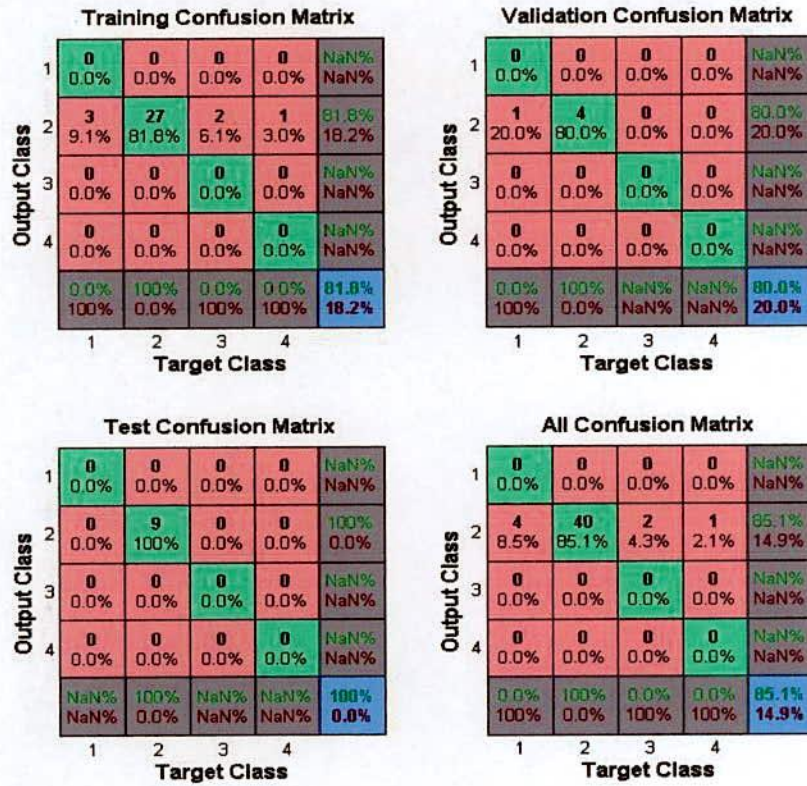 Training Confusion Matrix
Output Class
1
0 0 0 0 NaN%
0.0% 0.0% 0.0% 0.0% NaN%
2
3 27 2 1 81.8%
9.1% 81.8% 6.1% 3.0% 18.2%
3
0 0 0 0 NaN%
0.0% 0.0% 0.0% 0.0% NaN%
4
0 0 0 0 NaN%
0.0% 0.0% 0.0% 0.0% NaN%
0.0% 100% 0.0% 0.0% 81.8%
100% 0.0% 100% 100% 18.2%
1 2 3 4
Target Class
Validation Confusion Matrix
Output Class
1
0 0 0 0 NaN%
0.0% 0.0% 0.0% 0.0% NaN%
2
1 4 0 0 80.0%
20.0% 80.0% 0.0% 0.0% 20.0%
3
0 0 0 0 NaN%
0.0% 0.0% 0.0% 0.0% NaN%
4
0 0 0 0 NaN%
0.0% 0.0% 0.0% 0.0% NaN%
0.0% 100% NaN% NaN% 80.0%
100% 0.0% NaN% NaN% 20.0%
1 2 3 4
Target Class
Test Confusion Matrix
Output Class
1
0 0 0 0 NaN%
0.0% 0.0% 0.0% 0.0% NaN%
2
0 9 0 0 100%
0.0% 100% 0.0% 0.0% 0.0%
3
0 0 0 0 NaN%
0.0% 0.0% 0.0% 0.0% NaN%
4
0 0 0 0 NaN%
0.0% 0.0% 0.0% 0.0% NaN%
NaN% 100% NaN% NaN% 100%
NaN% 0.0% NaN% NaN% 0.0%
1 2 3 4
Target Class
All Confusion Matrix
Output Class
1
0 0 0 0 NaN%
0.0% 0.0% 0.0% 0.0% NaN%
2
4 40 2 1 85.1%
8.5% 85.1% 4.3% 2.1% 14.9%
3
0 0 0 0 NaN%
0.0% 0.0% 0.0% 0.0% NaN%
4
0 0 0 0 NaN%
0.0% 0.0% 0.0% 0.0% NaN%
0.0% 100% 0.0% 0.0% 85.1%
100% 0.0% 100% 100% 14.9%
1 2 3 4
Target Class